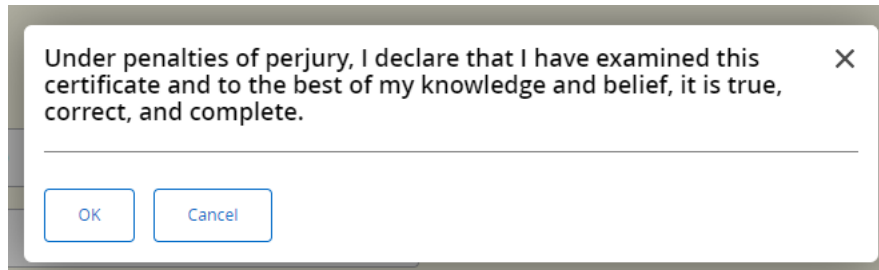 Under penalties of perjury, I declare that I have examined this
certificate and to the best of my knowledge and belief, it is true,
correct, and complete.
OK
Cancel